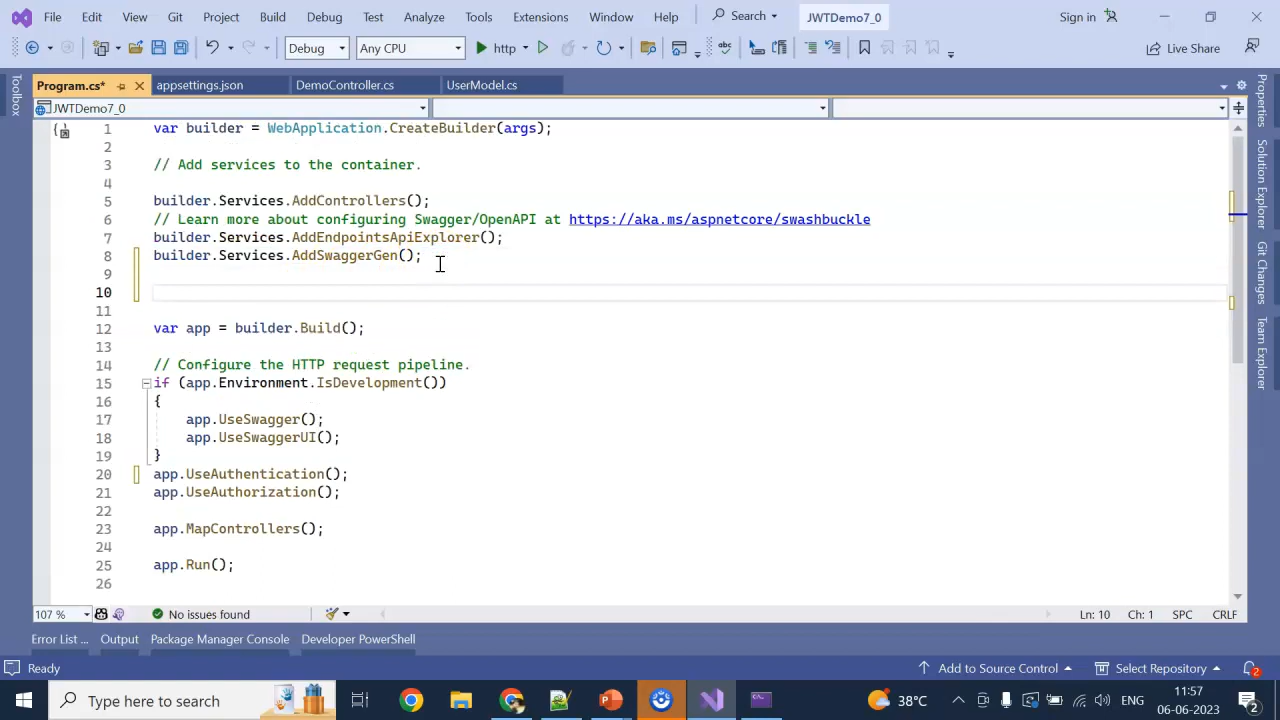 File Edit View Git Project Build Debug Test Analyze Tools Extensions Window Help Search JWTDemo7_0 Sign in
Debug Any CPU http Live Share
Program.cs* appsettings.json DemoController.cs UserModel.cs
Toolbox
JWTDemo7_0
1 var builder = WebApplication.CreateBuilder(args);
2
3 // Add services to the container.
4
5 builder.Services.AddControllers();
6 // Learn more about configuring Swagger/OpenAPI at https://aka.ms/aspnetcore/swashbuckle
7 builder.Services.AddEndpointsApiExplorer();
8 builder.Services.AddSwaggerGen();
9
10
11
12 var app = builder.Build();
13
14 // Configure the HTTP request pipeline.
15 if (app.Environment.IsDevelopment())
16 {
17 app.UseSwagger();
18 app.UseSwaggerUI();
19 }
20 app.UseAuthentication();
21 app.UseAuthorization();
22
23 app.MapControllers();
24
25 app.Run();
26
Properties
Solution Explorer
Git Changes
Team Explorer
107 % No issues found Ln: 10 Ch: 1 SPC CRLF
Error List ... Output Package Manager Console Developer PowerShell
Ready Add to Source Control Select Repository 2
Type here to search 38°C ENG 11:57
06-06-2023 2